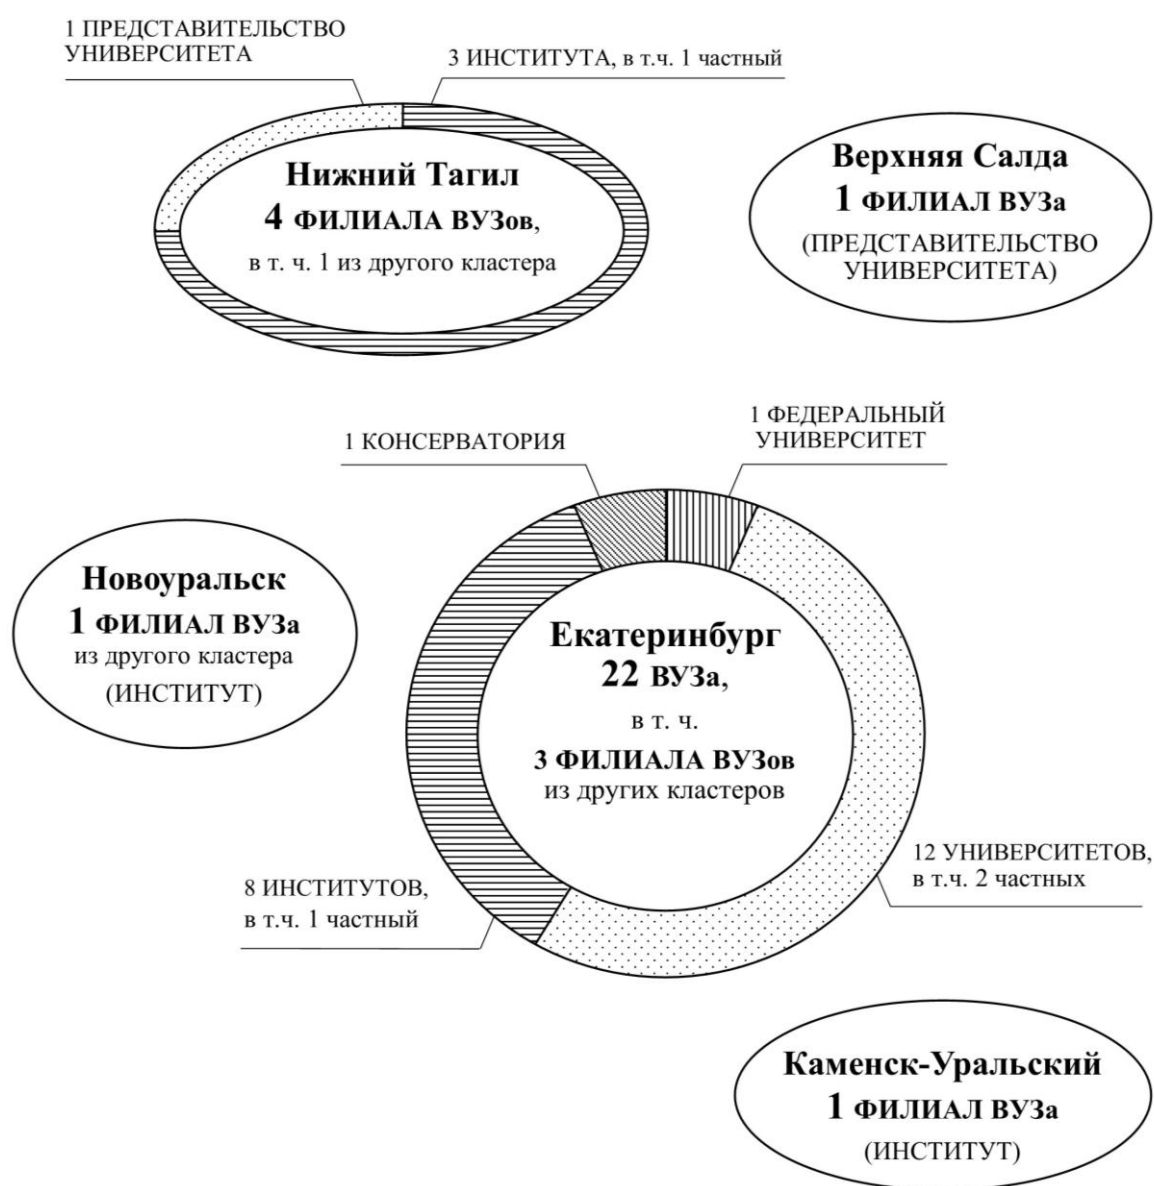 1 ПРЕДСТАВИТЕЛЬСТВО
УНИВЕРСИТЕТА
3 ИНСТИТУТА, в т.ч. 1 частный
Нижний Тагил
4 ФИЛИАЛА ВУЗов,
в т. ч. 1 из другого кластера
Верхняя Салда
1 ФИЛИАЛ ВУЗа
(ПРЕДСТАВИТЕЛЬСТВО
УНИВЕРСИТЕТА)
1 КОНСЕРВАТОРИЯ
1 ФЕДЕРАЛЬНЫЙ
УНИВЕРСИТЕТ
Новоуральск
1 ФИЛИАЛ ВУЗа
из другого кластера
(ИНСТИТУТ)
Екатеринбург
22 ВУЗа,
в т. ч.
3 ФИЛИАЛА ВУЗов
из других кластеров
8 ИНСТИТУТОВ,
в т.ч. 1 частный
12 УНИВЕРСИТЕТОВ,
в т.ч. 2 частных
Каменск-Уральский
1 ФИЛИАЛ ВУЗа
(ИНСТИТУТ)